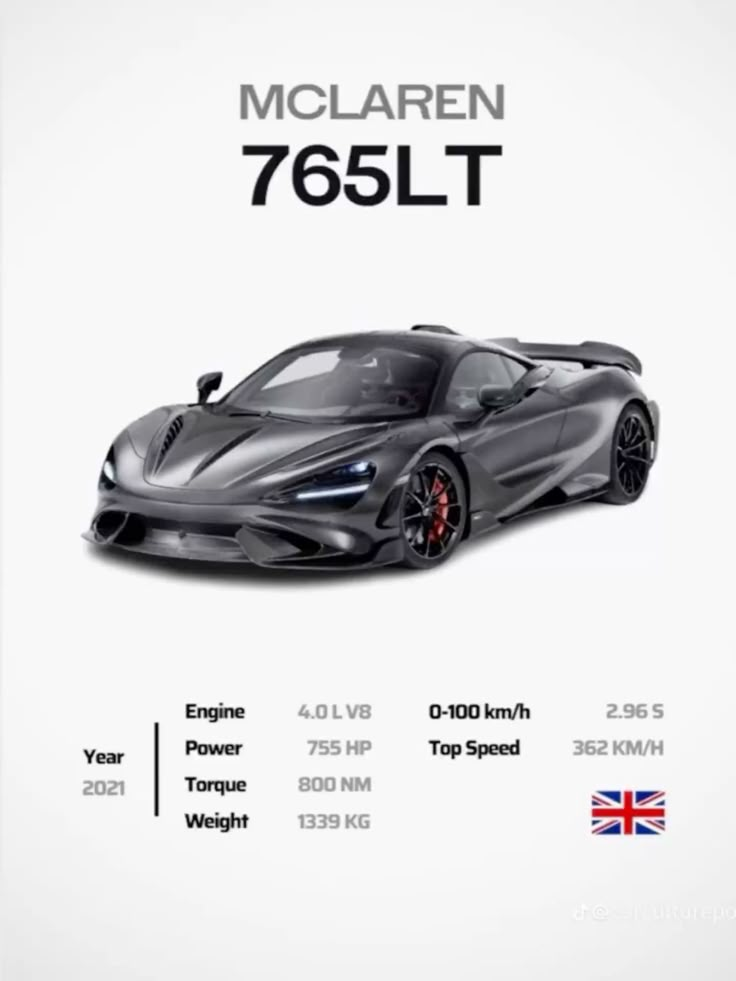 MCLAREN
765LT
Year
2021
Engine 4.0 L V8
Power 755 HP
Torque 800 NM
Weight 1339 KG
0-100 km/h 2.96 S
Top Speed 362 KM/H